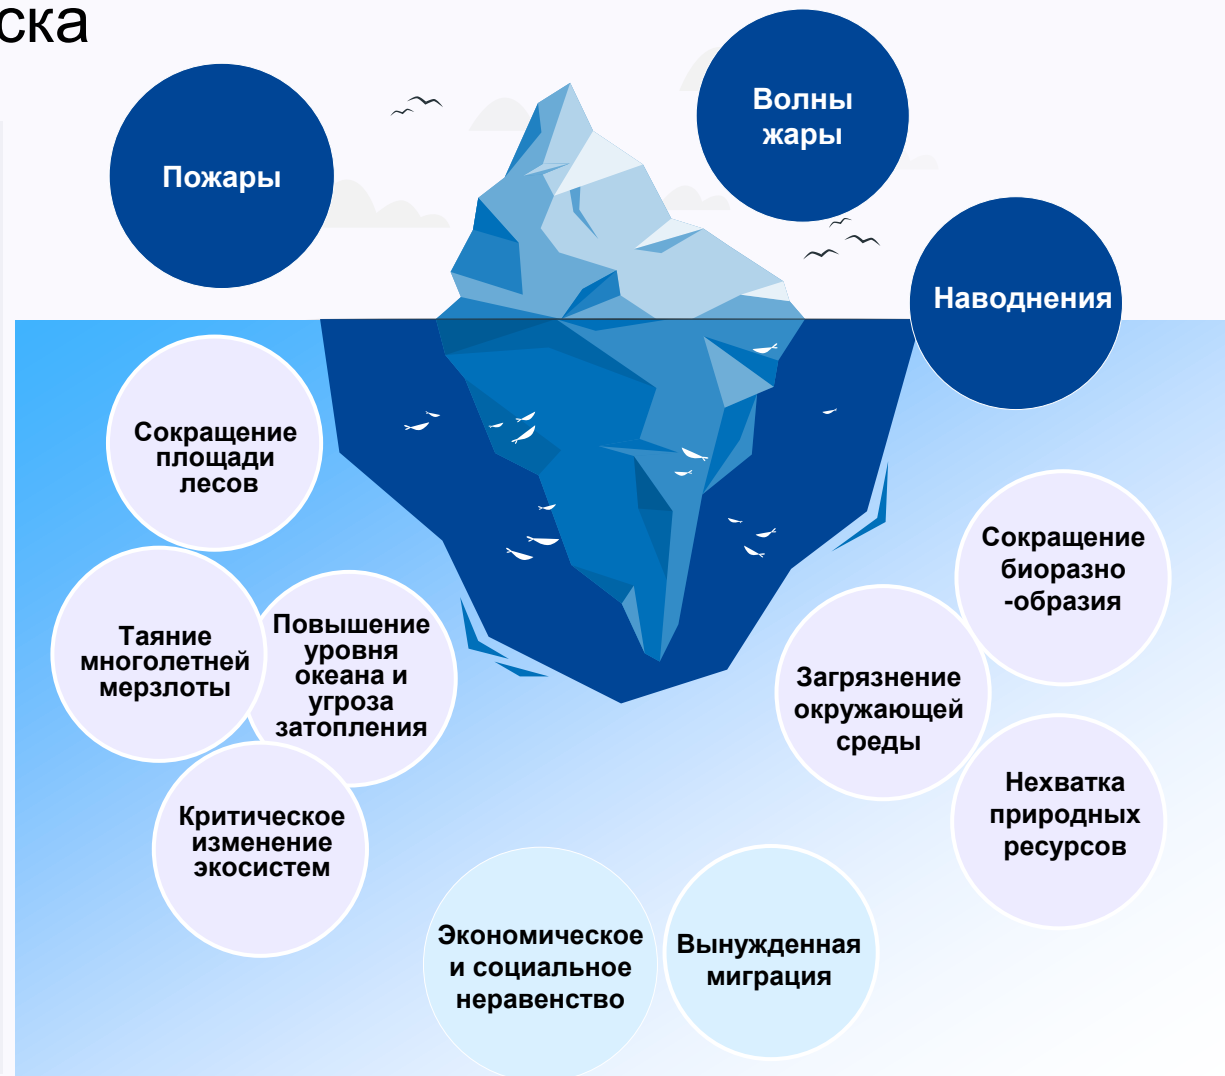 ска
Волны
жары
Пожары
Наводнения
Сокращение
площади
лесов
Сокращение
биоразно
-образия
Таяние
многолетней
мерзлоты
Повышение
уровня
океана и
угроза
затопления
Загрязнение
окружающей
среды
Критическое
изменение
экосистем
Нехватка
природных
ресурсов
Экономическое
и социальное
неравенство
Вынужденная
миграция